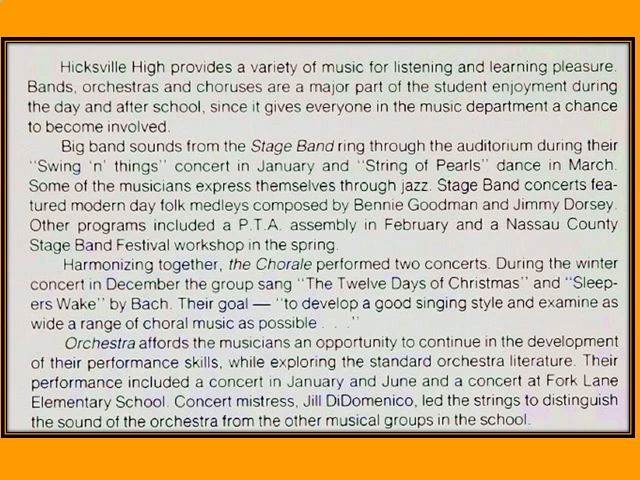 Hicksville High provides a variety of music for listening and learning pleasure.
Bands, orchestras and choruses are a major part of the student enjoyment during
the day and after school, since it gives everyone in the music department a chance
to become involved.
Big band sounds from the Stage Band ring through the auditorium during their
"Swing 'n' things" concert in January and "String of Pearls" dance in March.
Some of the musicians express themselves through jazz. Stage Band concerts fea-
tured modern day folk medleys composed by Bennie Goodman and Jimmy Dorsey.
Other programs included a P.T.A. assembly in February and a Nassau County
Stage Band Festival workshop in the spring.
Harmonizing together, the Chorale performed two concerts. During the winter
concert in December the group sang "The Twelve Days of Christmas" and "Sleep-
ers Wake" by Bach. Their goal — "to develop a good singing style and examine as
wide a range of choral music as possible . . ."
Orchestra affords the musicians an opportunity to continue in the development
of their performance skills, while exploring the standard orchestra literature. Their
performance included a concert in January and June and a concert at Fork Lane
Elementary School. Concert mistress, Jill DiDomenico, led the strings to distinguish
the sound of the orchestra from the other musical groups in the school.